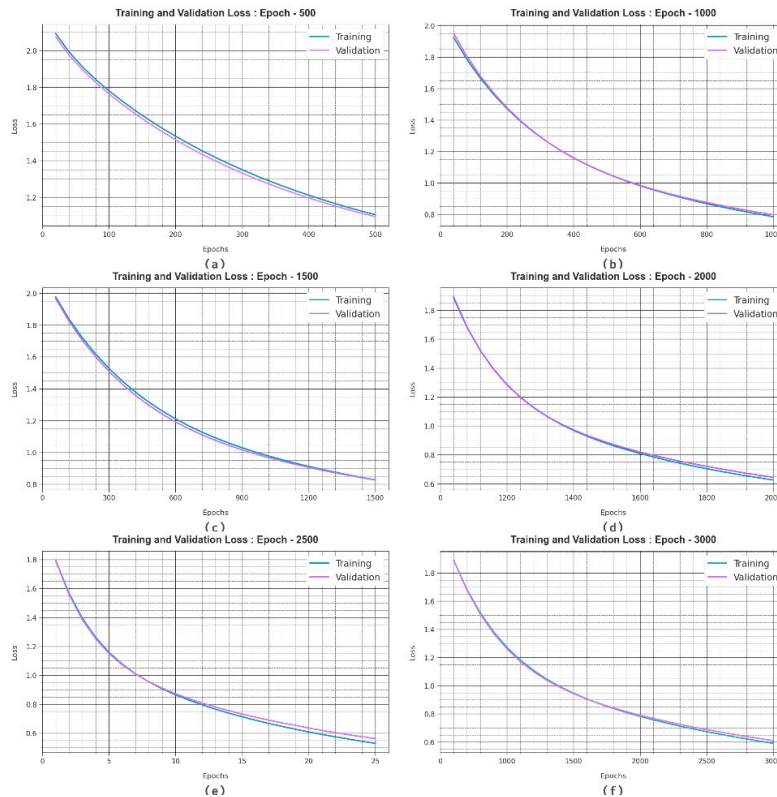 Training and Validation Loss : Epoch - 500
Training
Validation
Loss
2.0
1.8
1.6
1.4
1.2
0 100 200 300 400 500
Epochs
(a)
Training and Validation Loss : Epoch - 1000
Training
Validation
Loss
2.0
1.8
1.6
1.4
1.2
1.0
0.8
0 200 400 600 800 1000
Epochs
(b)
Training and Validation Loss : Epoch - 1500
Training
Validation
Loss
2.0
1.8
1.6
1.4
1.2
1.0
0.8
0 300 600 900 1200 1500
Epochs
(c)
Training and Validation Loss : Epoch - 2000
Training
Validation
Loss
1.8
1.6
1.4
1.2
1.0
0.8
0.6
0 1200 1400 1600 1800 2000
Epochs
(d)
Training and Validation Loss : Epoch - 2500
Training
Validation
Loss
1.8
1.6
1.4
1.2
1.0
0.8
0.6
0 5 10 15 20 25
Epochs
(e)
Training and Validation Loss : Epoch - 3000
Training
Validation
Loss
1.8
1.6
1.4
1.2
1.0
0.8
0.6
0 1000 1500 2000 2500 3000
Epochs
(f)